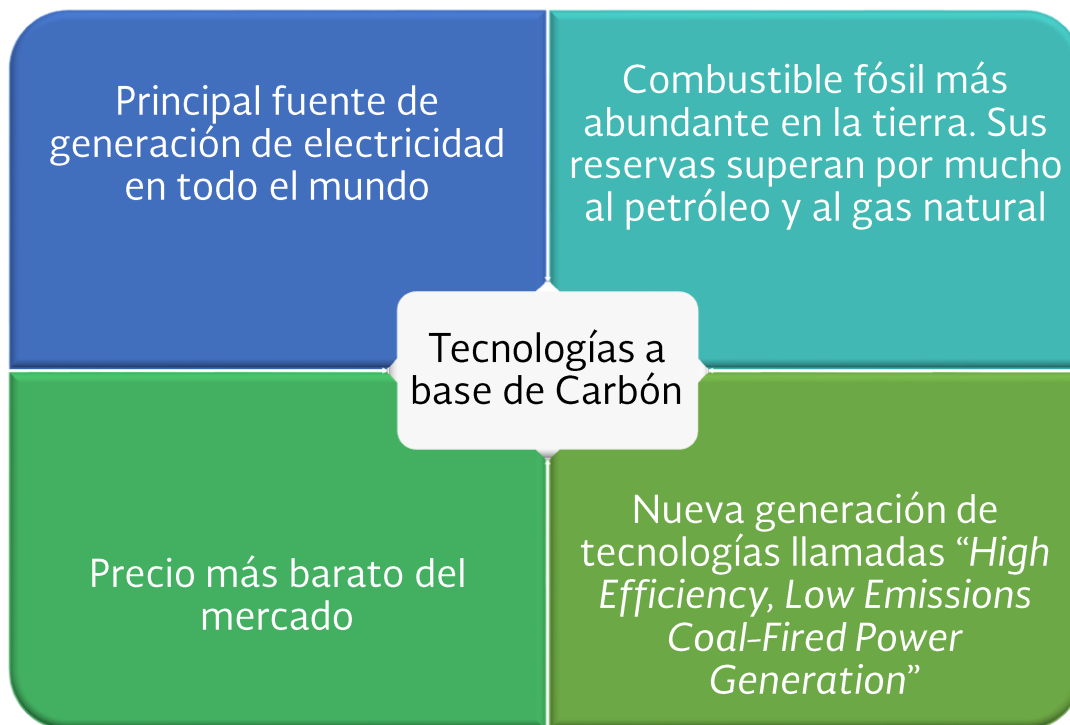 Principal fuente de
generación de electricidad
en todo el mundo
Combustible fósil más
abundante en la tierra. Sus
reservas superan por mucho
al petróleo y al gas natural
Tecnologías a
base de Carbón
Precio más barato del
mercado
Nueva generación de
tecnologías llamadas “High
Efficiency, Low Emissions
Coal-Fired Power
Generation”